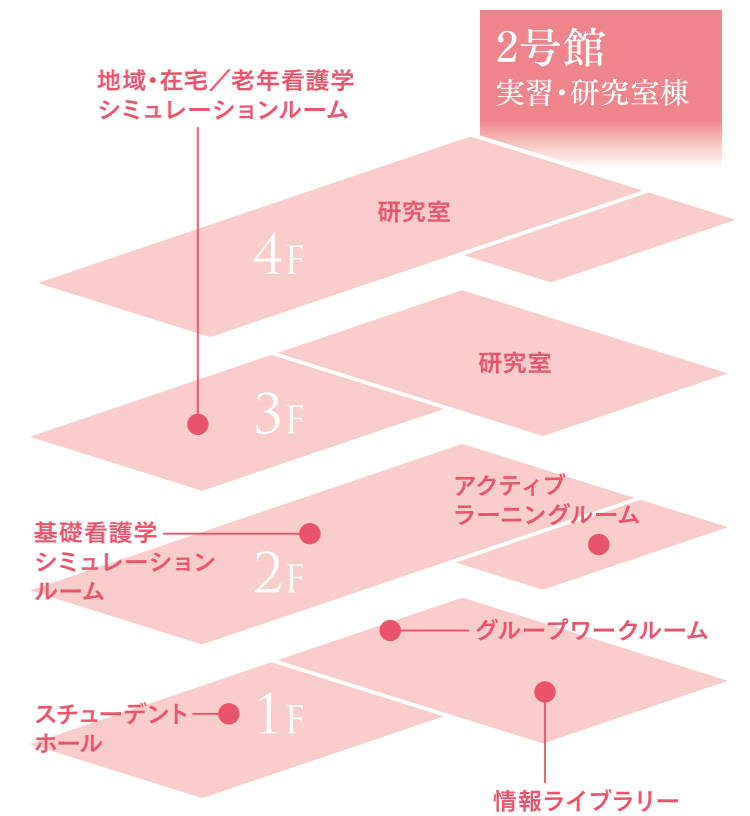 2号館
実習・研究室棟
地域・在宅／老年看護学
シミュレーションルーム
研究室
4F
研究室
3F
アクティブ
ラーニングルーム
基礎看護学
シミュレーション
ルーム
2F
グループワークルーム
スチューデント
ホール
1F
情報ライブラリー